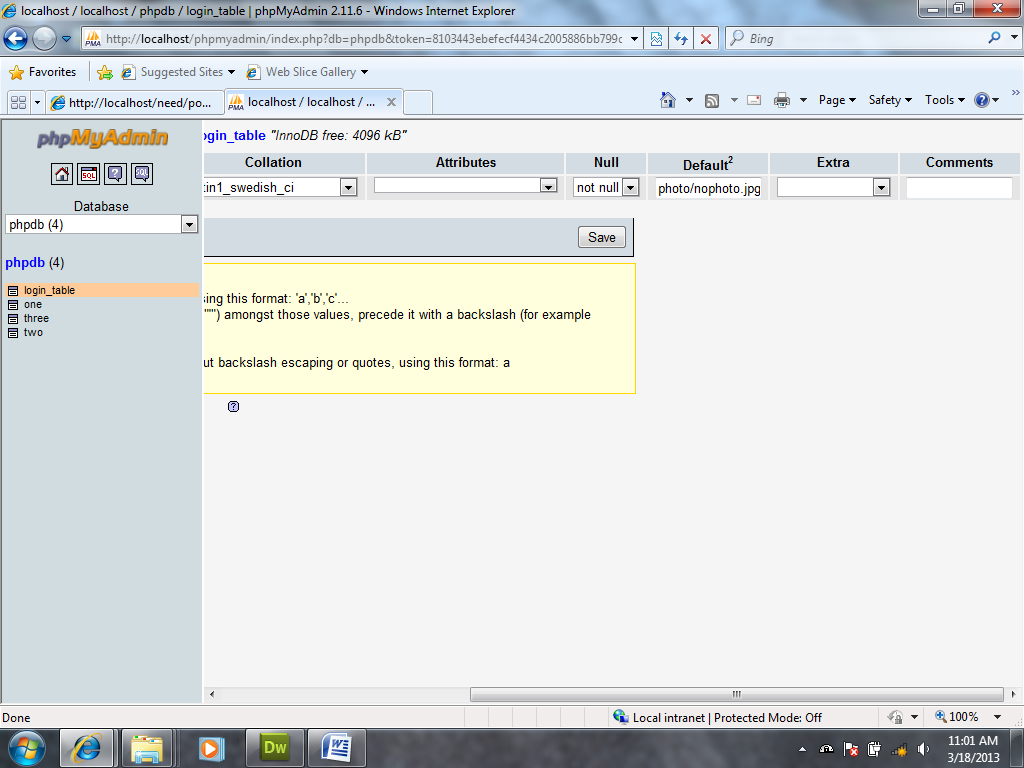 localhost / localhost / phpdb / login_table | phpMyAdmin 2.11.6 - Windows Internet Explorer
http://localhost/phpmyadmin/index.php?db=phpdb&token=8103443ebefecf4434c2005886bb799c
Bing
Favorites
Suggested Sites
Web Slice Gallery
http://localhost/need/po...
PMA
localhost / localhost / ...
Page
Safety
Tools
phpMyAdmin
SQL
Database
phpdb (4)
phpdb (4)
login_table
one
three
two
ogin_table "InnoDB free: 4096 kB"
Collation Attributes Null Default2 Extra Comments
tin1_swedish_ci not null photo/nophoto.jpg
Save
sing this format: 'a','b','c'...
"'") amongst those values, precede it with a backslash (for example
ut backslash escaping or quotes, using this format: a
Done
Local intranet | Protected Mode: Off
100%
Dw
11:01 AM
3/18/2013